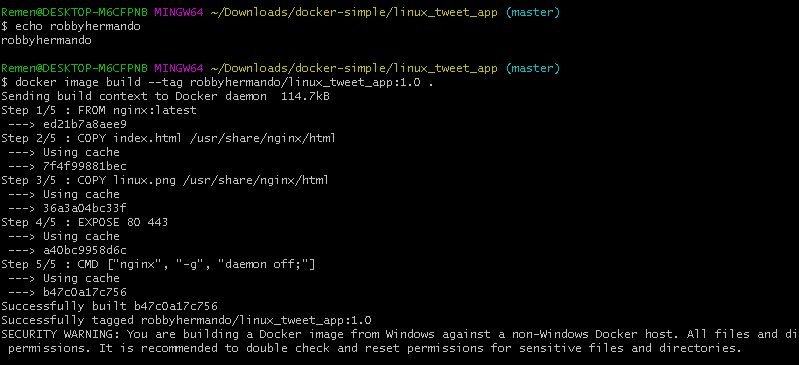 Remen@DESKTOP-M6CFPNB MINGW64 ~/Downloads/docker-simple/linux_tweet_app (master)
$ echo robbyhermando
robbyhermando
Remen@DESKTOP-M6CFPNB MINGW64 ~/Downloads/docker-simple/linux_tweet_app (master)
$ docker image build --tag robbyhermando/linux_tweet_app:1.0 .
Sending build context to Docker daemon  114.7kB
Step 1/5 : FROM nginx:latest
 ---> ed21b7a8aee9
Step 2/5 : COPY index.html /usr/share/nginx/html
 ---> Using cache
 ---> 7f4f99881bec
Step 3/5 : COPY linux.png /usr/share/nginx/html
 ---> Using cache
 ---> 36a3a04bc33f
Step 4/5 : EXPOSE 80 443
 ---> Using cache
 ---> a40bc9958d6c
Step 5/5 : CMD ["nginx", "-g", "daemon off;"]
 ---> Using cache
 ---> b47c0a17c756
Successfully built b47c0a17c756
Successfully tagged robbyhermando/linux_tweet_app:1.0
SECURITY WARNING: You are building a Docker image from Windows against a non-Windows Docker host. All files and di
 permissions. It is recommended to double check and reset permissions for sensitive files and directories.